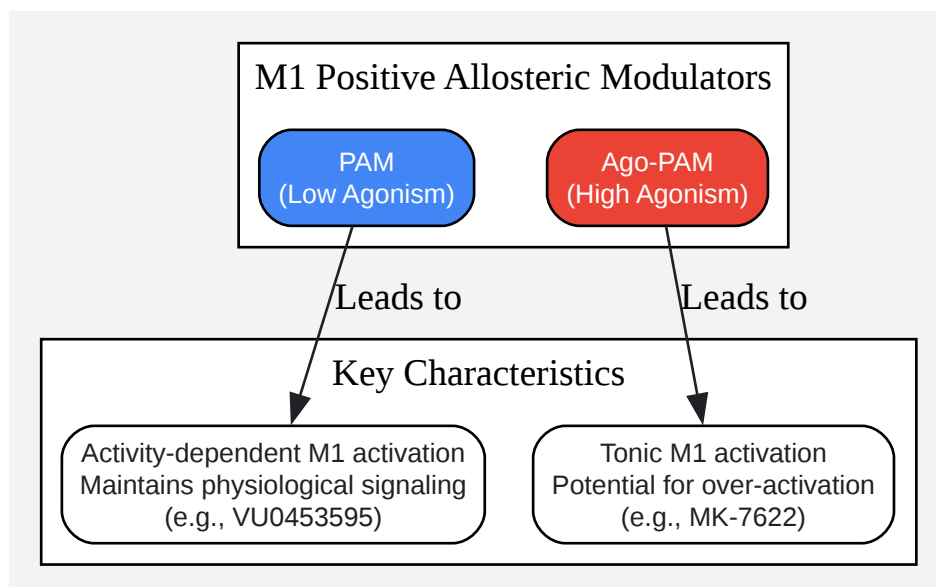 M1 Positive Allosteric Modulators
PAM
(Low Agonism)
Ago-PAM
(High Agonism)
Leads to
Leads to
Key Characteristics
Activity-dependent M1 activation
Maintains physiological signaling
(e.g., VU0453595)
Tonic M1 activation
Potential for over-activation
(e.g., MK-7622)